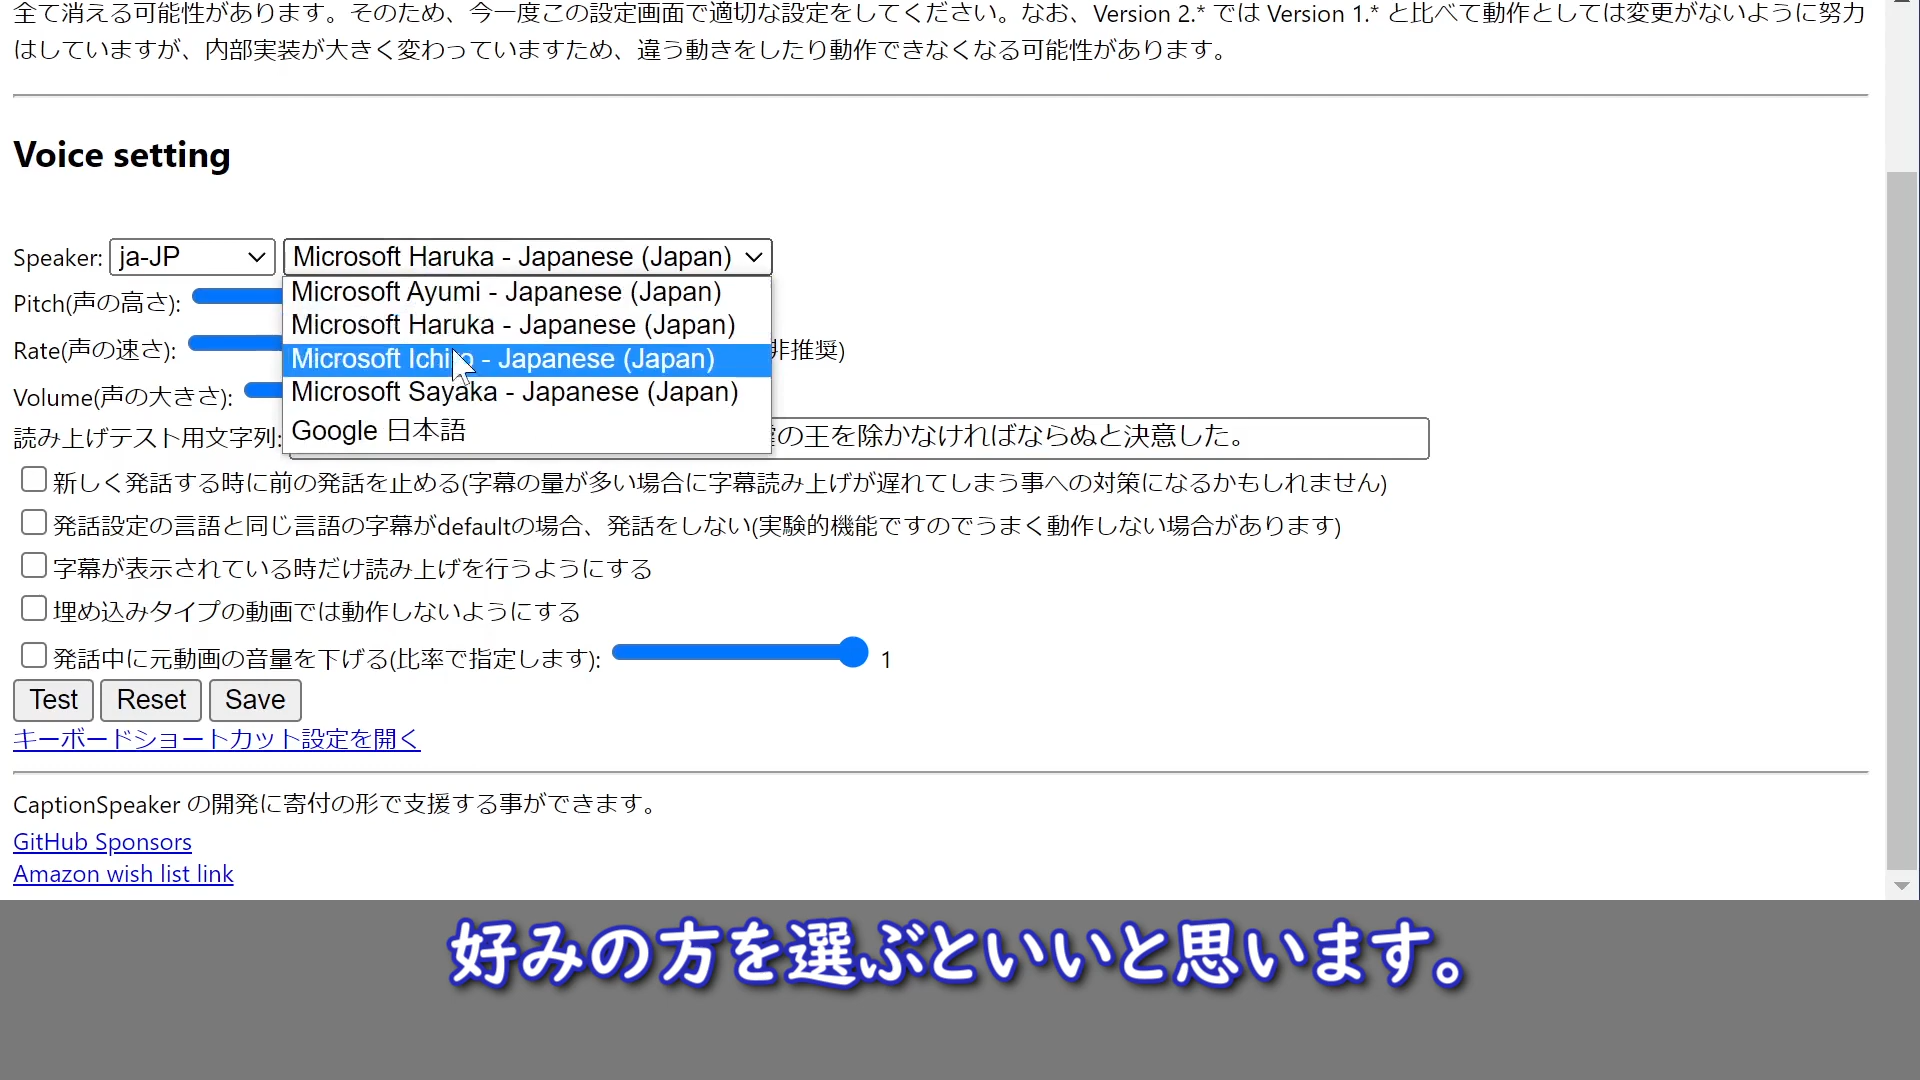 全て消える可能性があります。そのため、今一度この設定画面で適切な設定をしてください。なお、Version 2.* では Version 1.* と比べて動作としては変更がないように努力
はしていますが、内部実装が大きく変わっていますため、違う動きをしたり動作できなくなる可能性があります。
Voice setting
Speaker: ja-JP Microsoft Haruka - Japanese (Japan)
Microsoft Ayumi - Japanese (Japan)
Pitch(声の高さ):
Microsoft Haruka - Japanese (Japan)
Rate(声の速さ): 非推奨)
Microsoft Ichiro - Japanese (Japan)
Microsoft Sayaka - Japanese (Japan)
Volume(声の大きさ):
Google 日本語
読み上げテスト用文字列: の王を除かなければならぬと決意した。
新しく発話する時に前の発話を止める(字幕の量が多い場合に字幕読み上げが遅れてしまう事への対策になるかもしれません)
発話設定の言語と同じ言語の字幕がdefaultの場合、発話をしない(実験的機能ですのでうまく動作しない場合があります)
字幕が表示されている時だけ読み上げを行うようにする
埋め込みタイプの動画では動作しないようにする
発話中に元動画の音量を下げる(比率で指定します): 1
Test Reset Save
キーボードショートカット設定を開く
CaptionSpeaker の開発に寄付の形で支援する事ができます。
GitHub Sponsors
Amazon wish list link
好みの方を選ぶといいと思います。